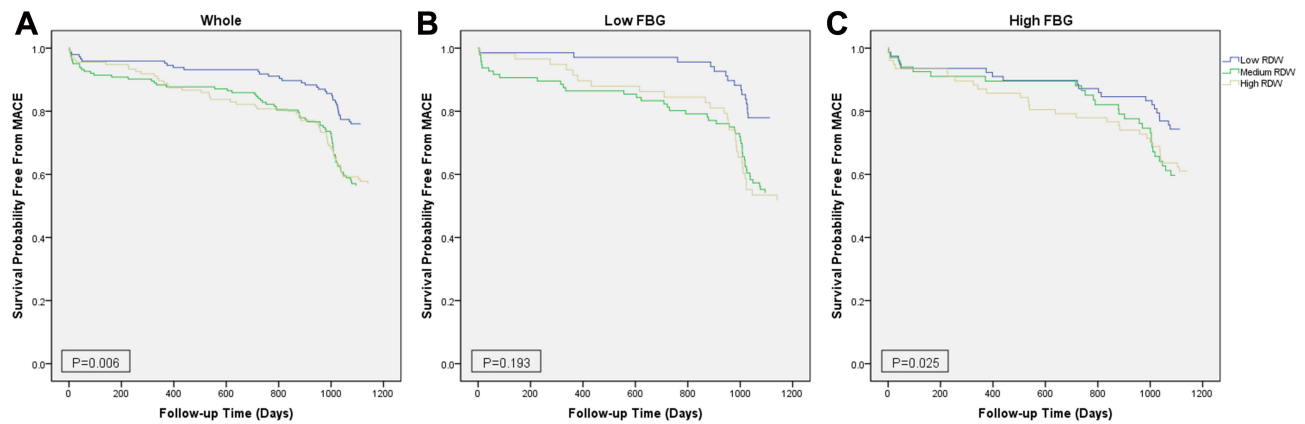 A
Whole
Survival Probability Free From MACE
1.0
0.8
0.6
0.4
0.2
0.0
P=0.006
0 200 400 600 800 1000 1200
Follow-up Time (Days)
B
Low FBG
Survival Probability Free From MACE
1.0
0.8
0.6
0.4
0.2
0.0
P=0.193
0 200 400 600 800 1000 1200
Follow-up Time (Days)
C
High FBG
Survival Probability Free From MACE
1.0
0.8
0.6
0.4
0.2
0.0
P=0.025
0 200 400 600 800 1000 1200
Follow-up Time (Days)
Low RDW
Medium RDW
High RDW